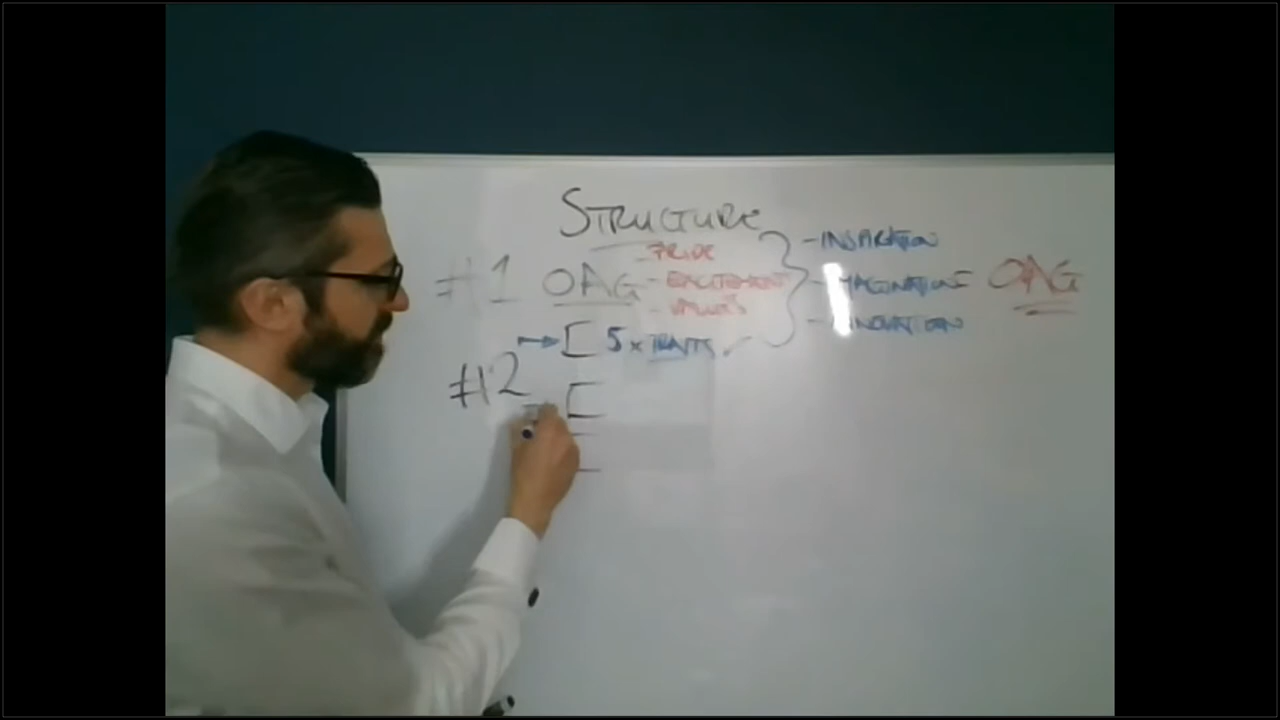 STRUCTURE
- PRIDE
#1 OAG - EXCITEMENT
- VALUES
- INSPIRATION
- IMAGINATION OAG
- INNOVATION
[ 5 x TRAITS ✓
#2 [